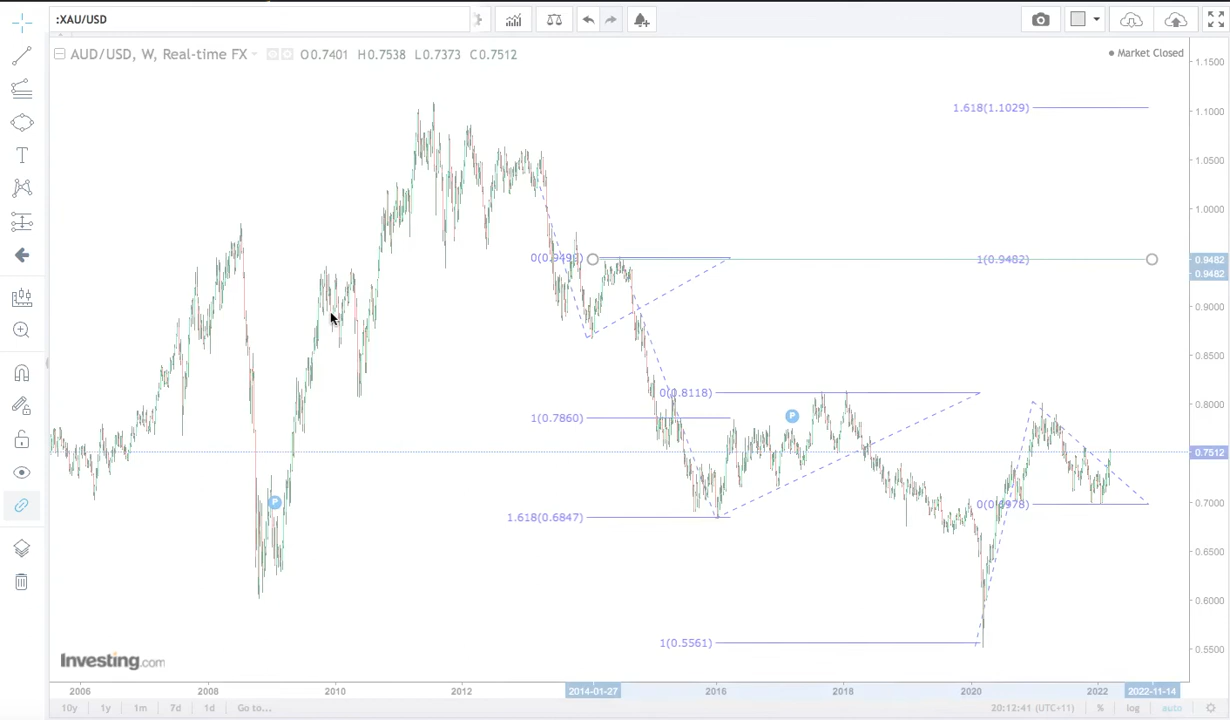 :XAU/USD
AUD/USD, W, Real-time FX O0.7401 H0.7538 L0.7373 C0.7512
Market Closed
1.1500
1.618(1.1029)
1.1000
1.0500
1.0000
0(0.9499)
1(0.9482)
0.9482
0.9482
0.9000
0.8500
0(0.8118)
0.8000
1(0.7860)
P
0.7512
P
0(0.6978)
0.7000
1.618(0.6847)
0.6500
0.6000
1(0.5561)
0.5500
Investing.com
2006 2008 2010 2012 2014-01-27 2016 2018 2020 2022 2022-11-14
10y 1y 1m 7d 1d Go to... 20:12:41 (UTC+11) % log auto